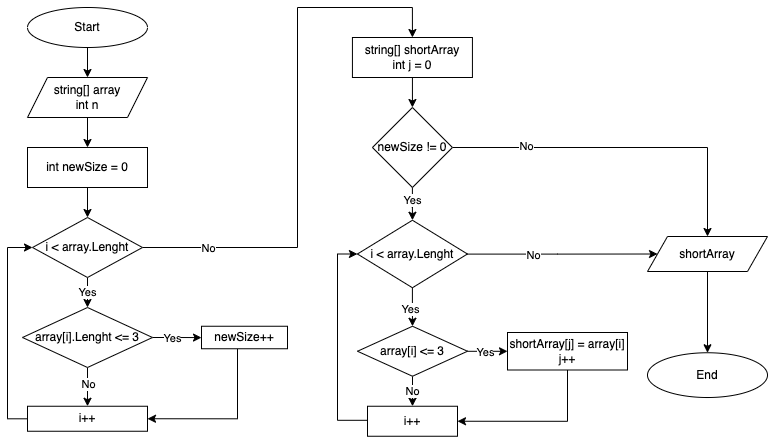 Start
string[] array
int n
int newSize = 0
i < array.Lenght
No
Yes
array[i].Lenght <= 3
Yes
newSize++
No
i++
string[] shortArray
int j = 0
newSize != 0
No
Yes
i < array.Lenght
No
shortArray
Yes
array[i] <= 3
Yes
shortArray[j] = array[i]
j++
No
i++
End